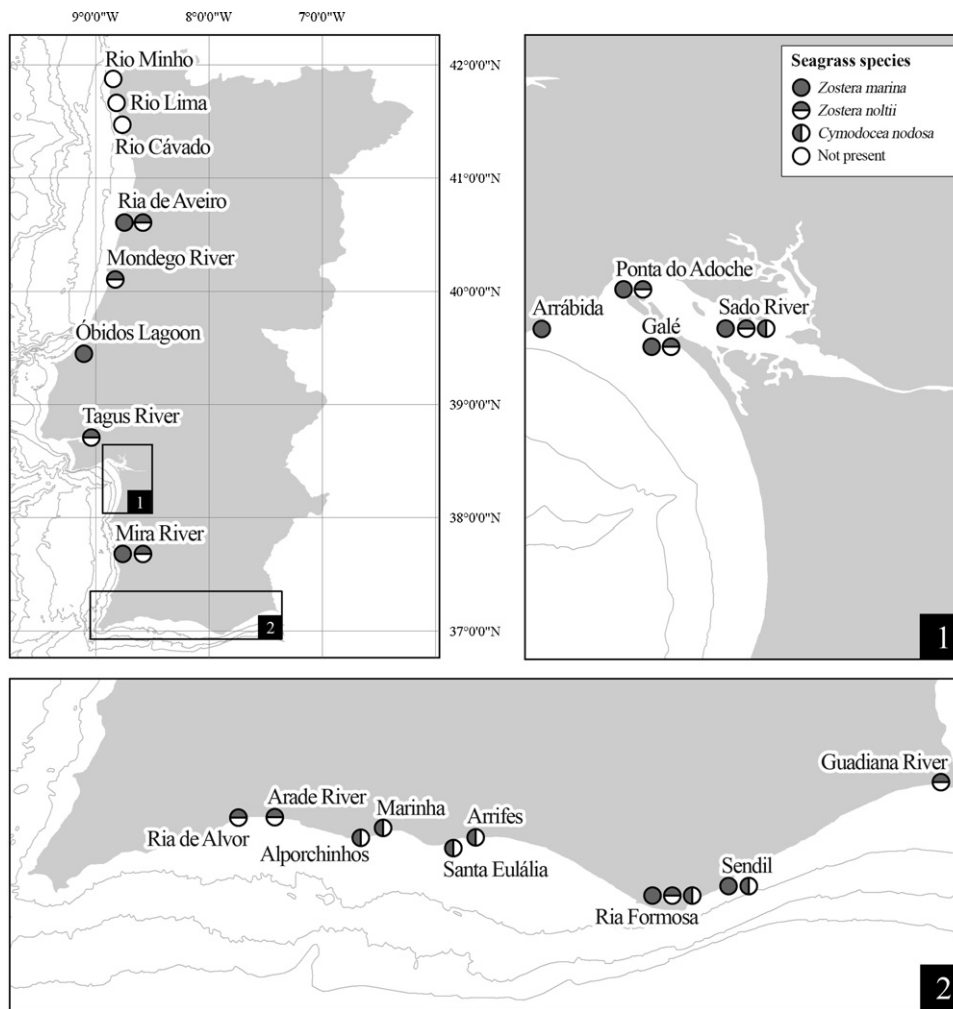 9°0'0"W 8°0'0"W 7°0'0"W
42°0'0"N
41°0'0"N
40°0'0"N
39°0'0"N
38°0'0"N
37°0'0"N
Rio Minho
Rio Lima
Rio Cávado
Ria de Aveiro
Mondego River
Óbidos Lagoon
Tagus River
1
Mira River
2
Seagrass species
Zostera marina
Zostera noltii
Cymodocea nodosa
Not present
Ponta do Adoche
Arrábida
Galé
Sado River
1
Guadiana River
Arade River
Marinha
Arrifes
Ria de Alvor
Alporchinhos
Santa Eulália
Sendil
Ria Formosa
2